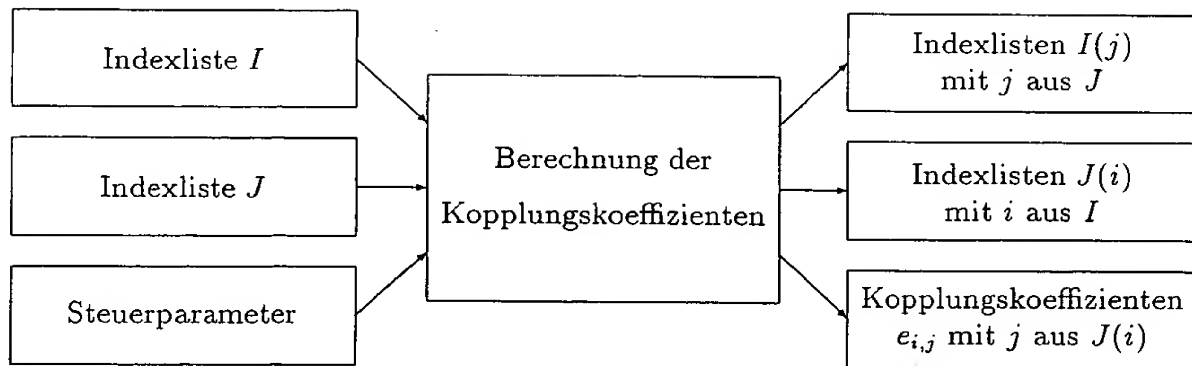 Indexliste I
Indexliste J
Steuerparameter
Berechnung der
Kopplungskoeffizienten
Indexlisten I(j)
mit j aus J
Indexlisten J(i)
mit i aus I
Kopplungskoeffizienten
e_{i,j} mit j aus J(i)